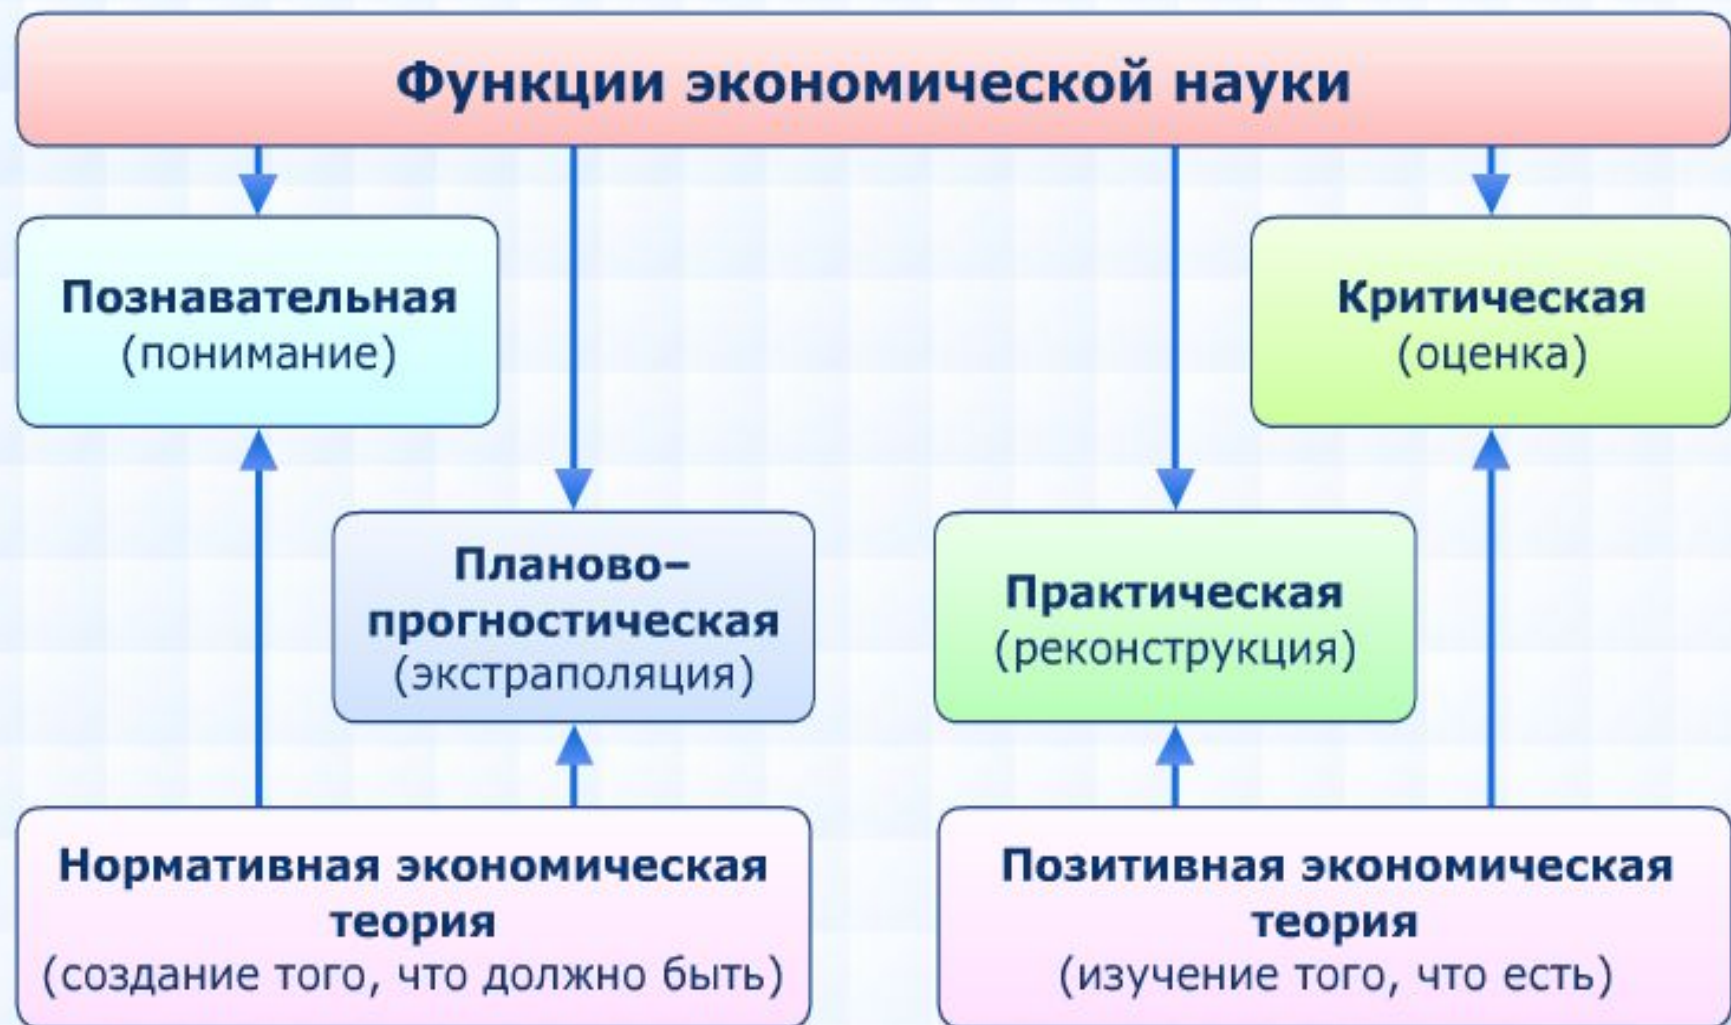 Функции экономической науки
Познавательная
(понимание)
Критическая
(оценка)
Планово–
прогностическая
(экстраполяция)
Практическая
(реконструкция)
Нормативная экономическая
теория
(создание того, что должно быть)
Позитивная экономическая
теория
(изучение того, что есть)